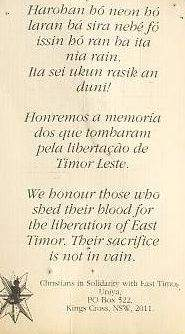 Harohan hó neon hó
laran bá sira nebé fó
issin hó ran ba ita
nia rain.
Ita sei ukun rasik an
duni!
Honremos a memoria
dos que tombaram
pela libertação de
Timor Leste.
We honour those who
shed their blood for
the liberation of East
Timor. Their sacrifice
is not in vain.
Christians in Solidarity with East Timor,
Uniya,
PO Box 522,
Kings Cross, NSW, 2011.